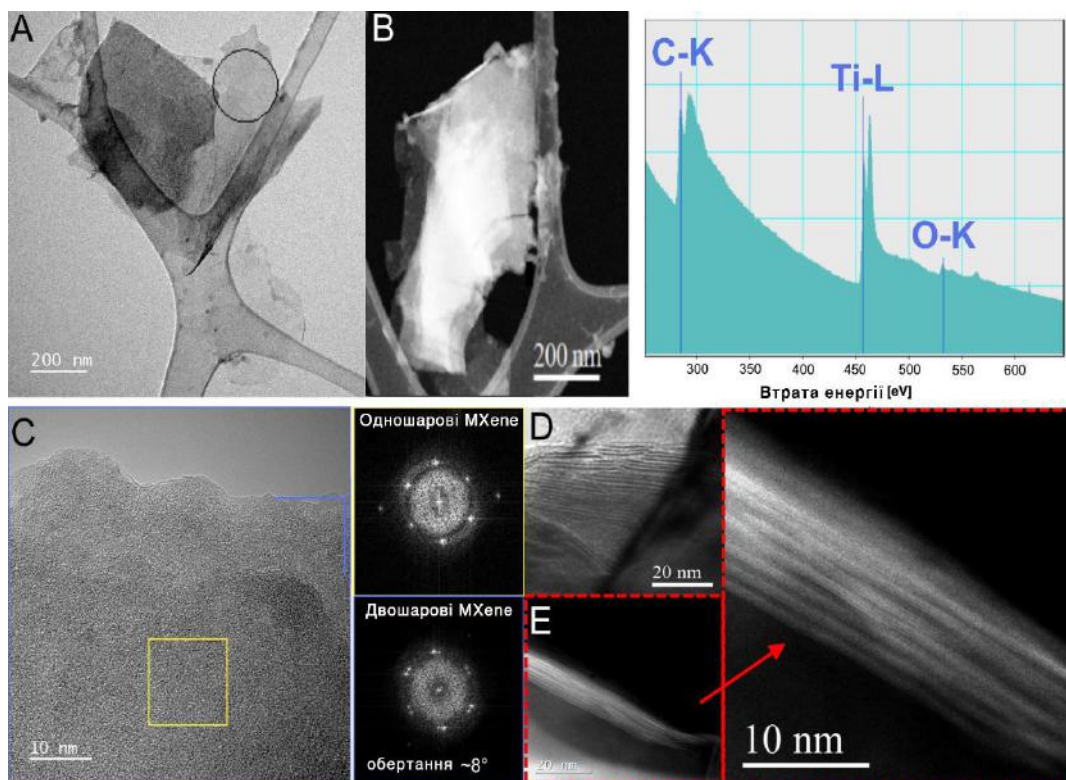 A
200 nm
B
200 nm
C-K
Ti-L
O-K
300 350 400 450 500 550 600
Втрата енергії [eV]
C
10 nm
Одношарові MXene
Двошарові MXene
обертання ~8°
D
20 nm
E
20 nm
10 nm